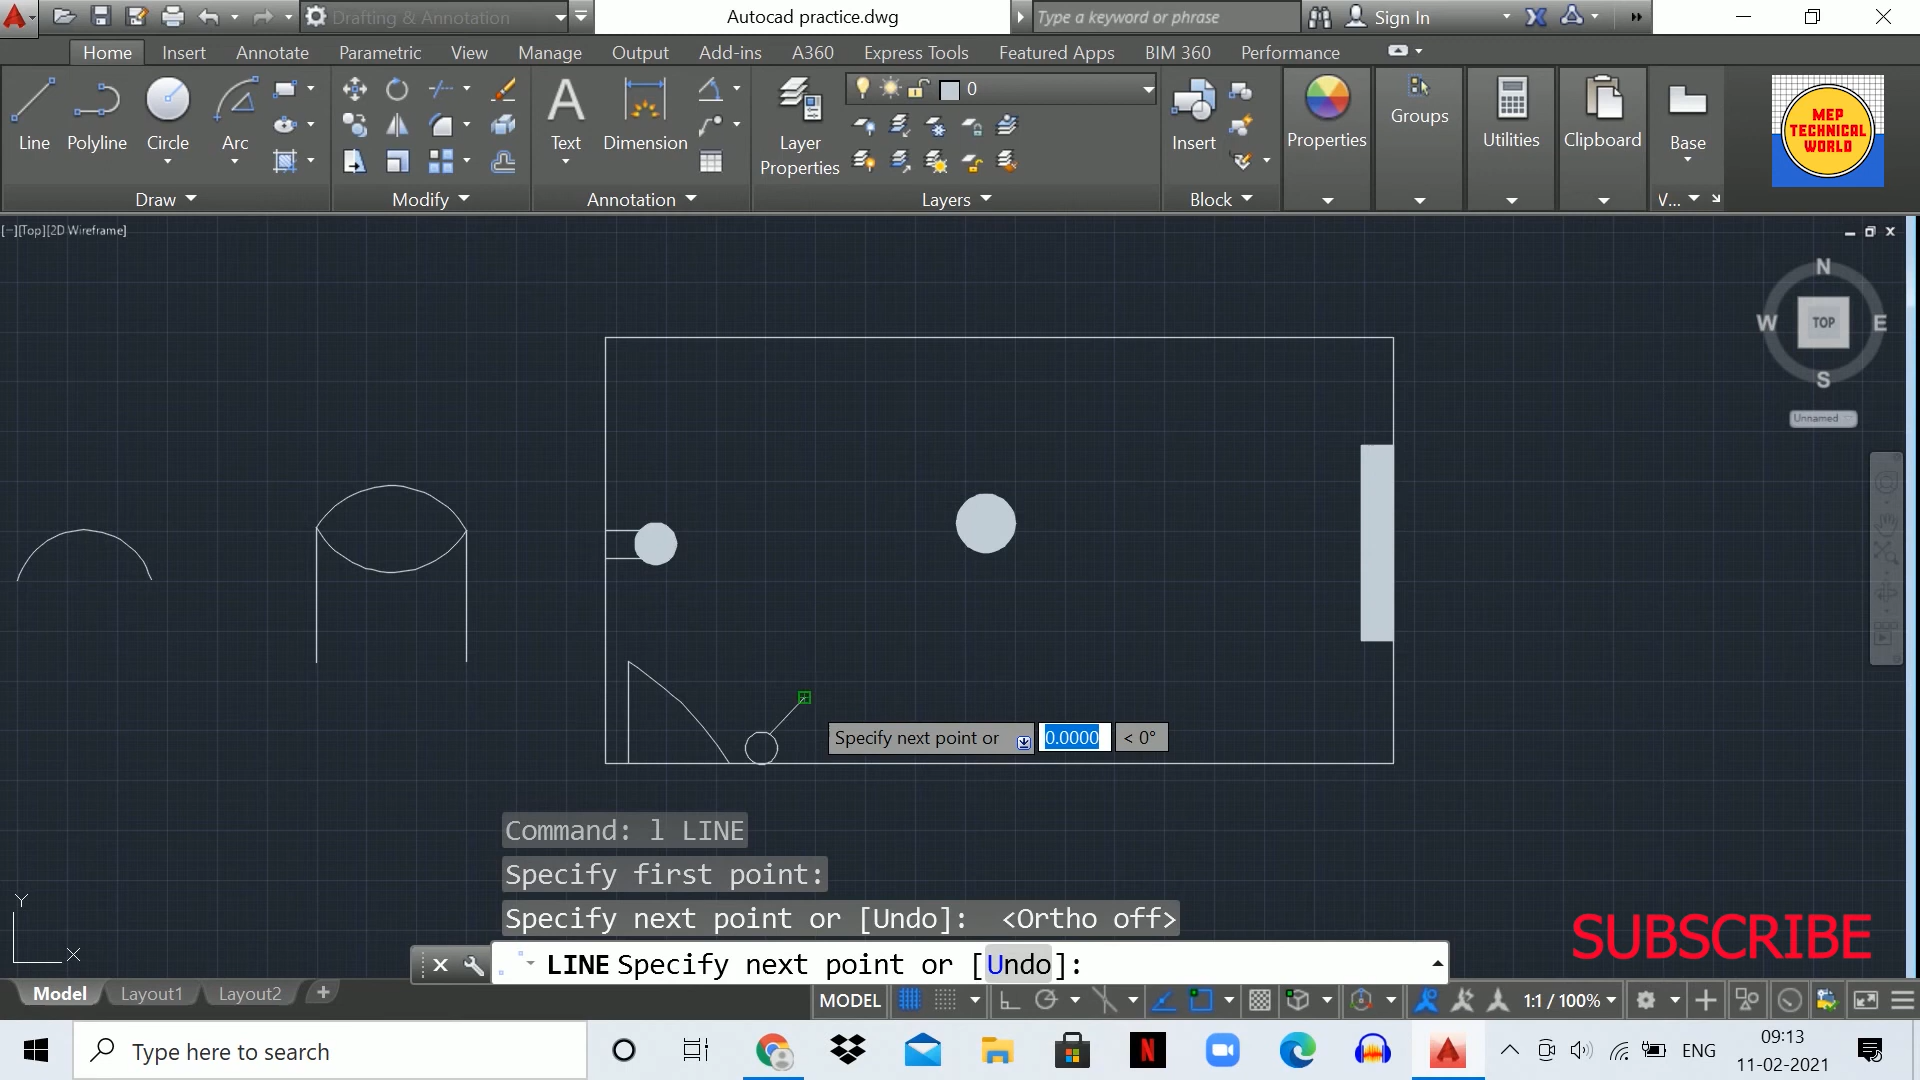 Drafting & Annotation
Autocad practice.dwg
Type a keyword or phrase
Sign In
Home Insert Annotate Parametric View Manage Output Add-ins A360 Express Tools Featured Apps BIM 360 Performance
0
Line Polyline Circle Arc
Text Dimension
Layer
Properties
Insert
Properties
Groups
Utilities
Clipboard
Base
MEP
TECHNICAL
WORLD
Draw Modify Annotation Layers Block V...
[−][Top][2D Wireframe]
N
W TOP E
S
Unnamed
Specify next point or 0.0000 < 0°
Command: l LINE
Specify first point:
Specify next point or [Undo]: <Ortho off>
LINE Specify next point or [Undo]:
Y
X
SUBSCRIBE
Model Layout1 Layout2 +
MODEL 1:1 / 100%
Type here to search
N
ENG
09:13
11-02-2021